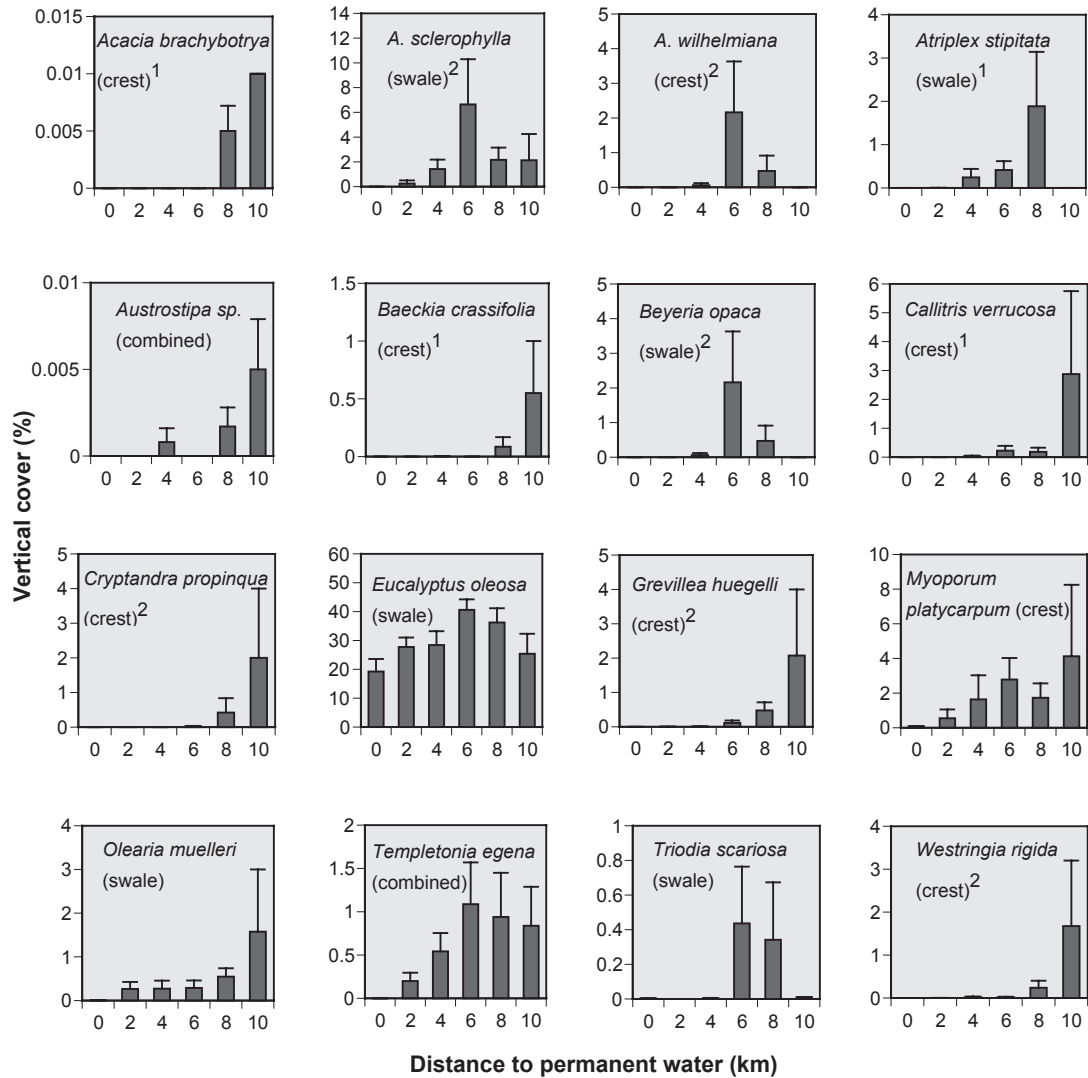 Vertical cover (%)
Acacia brachybotrya
(crest)1
0.015
0.01
0.005
0
0 2 4 6 8 10
A. sclerophylla
(swale)2
14
12
10
8
6
4
2
0
0 2 4 6 8 10
A. wilhelmiana
(crest)2
5
4
3
2
1
0
0 2 4 6 8 10
Atriplex stipitata
(swale)1
4
3
2
1
0
0 2 4 6 8 10
Austrostipa sp.
(combined)
0.01
0.005
0
0 2 4 6 8 10
Baeckia crassifolia
(crest)1
1.5
1
0.5
0
0 2 4 6 8 10
Beyeria opaca
(swale)2
5
4
3
2
1
0
0 2 4 6 8 10
Callitris verrucosa
(crest)1
6
5
4
3
2
1
0
0 2 4 6 8 10
Cryptandra propinqua
(crest)2
5
4
3
2
1
0
0 2 4 6 8 10
Eucalyptus oleosa
(swale)
60
50
40
30
20
10
0
0 2 4 6 8 10
Grevillea huegelli
(crest)2
5
4
3
2
1
0
0 2 4 6 8 10
Myoporum
platycarpum (crest)
10
8
6
4
2
0
0 2 4 6 8 10
Olearia muelleri
(swale)
4
3
2
1
0
0 2 4 6 8 10
Templetonia egena
(combined)
2
1.5
1
0.5
0
0 2 4 6 8 10
Triodia scariosa
(swale)
1
0.8
0.6
0.4
0.2
0
0 2 4 6 8 10
Westringia rigida
(crest)2
4
3
2
1
0
0 2 4 6 8 10
Distance to permanent water (km)